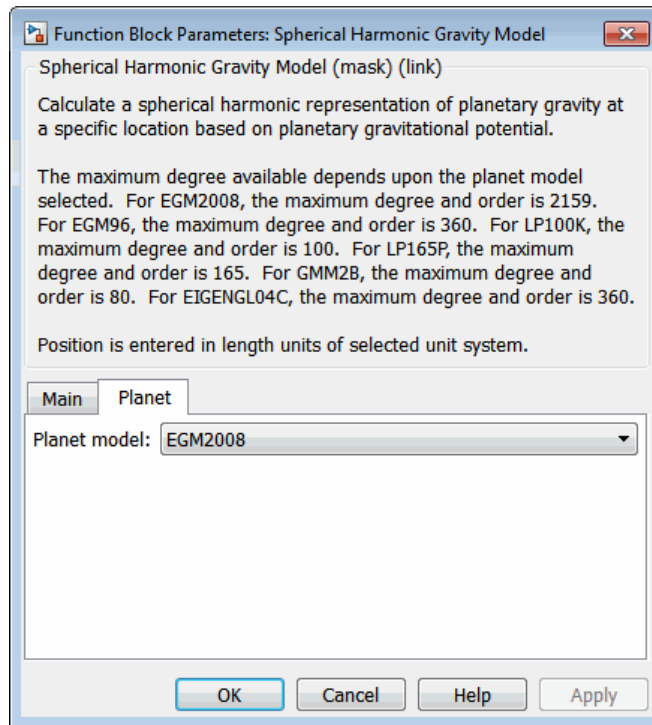 Function Block Parameters: Spherical Harmonic Gravity Model
Spherical Harmonic Gravity Model (mask) (link)
Calculate a spherical harmonic representation of planetary gravity at
a specific location based on planetary gravitational potential.
The maximum degree available depends upon the planet model
selected.  For EGM2008, the maximum degree and order is 2159.
For EGM96, the maximum degree and order is 360.  For LP100K, the
maximum degree and order is 100.  For LP165P, the maximum
degree and order is 165.  For GMM2B, the maximum degree and
order is 80.  For EIGENGL04C, the maximum degree and order is 360.
Position is entered in length units of selected unit system.
Main Planet
Planet model: EGM2008
OK Cancel Help Apply